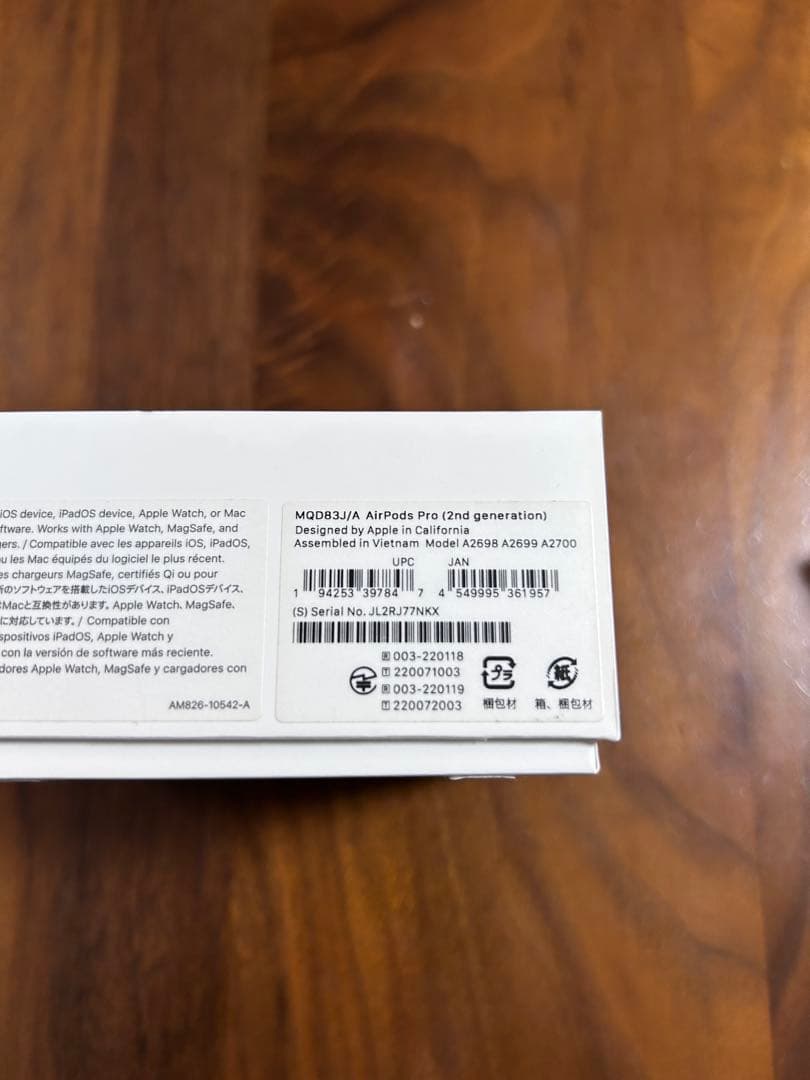 iOS device, iPadOS device, Apple Watch, or Mac
ftware. Works with Apple Watch, MagSafe, and
gers. / Compatible avec les appareils iOS, iPadOS,
u les Mac équipés du logiciel le plus récent.
es chargeurs MagSafe, certifiés Qi ou pour
のソフトウェアを搭載したiOSデバイス、iPadOSデバイス、
Macと互換性があります。Apple Watch、MagSafe、
に対応しています。/ Compatible con
spositivos iPadOS, Apple Watch y
con la versión de software más reciente.
dores Apple Watch, MagSafe y cargadores con
AM826-10542-A
MQD83J/A AirPods Pro (2nd generation)
Designed by Apple in California
Assembled in Vietnam Model A2698 A2699 A2700
UPC JAN
1 94253 39784 7 4 549995 361957
(S) Serial No. JL2RJ77NKX
R 003-220118
T 220071003
R 003-220119
T 220072003
プラ
紙
梱包材
箱、梱包材